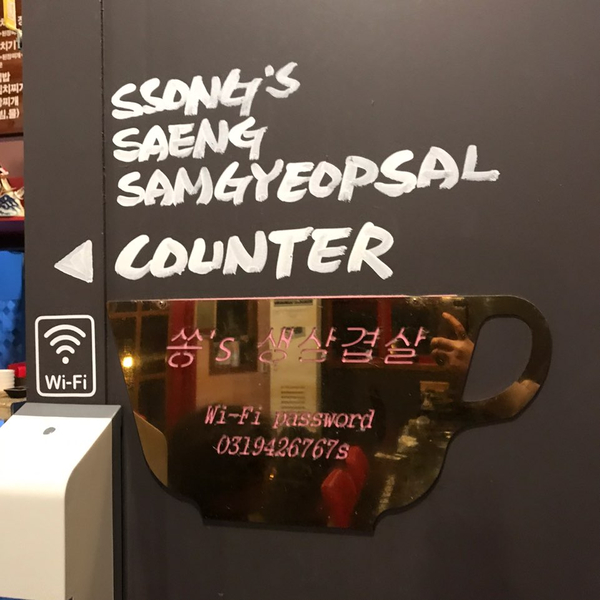 SSONG'S
SAENG
SAMGYEOPSAL
COUNTER
Wi-Fi
쏭's 생삼겹살
Wi-Fi password
0319426767s